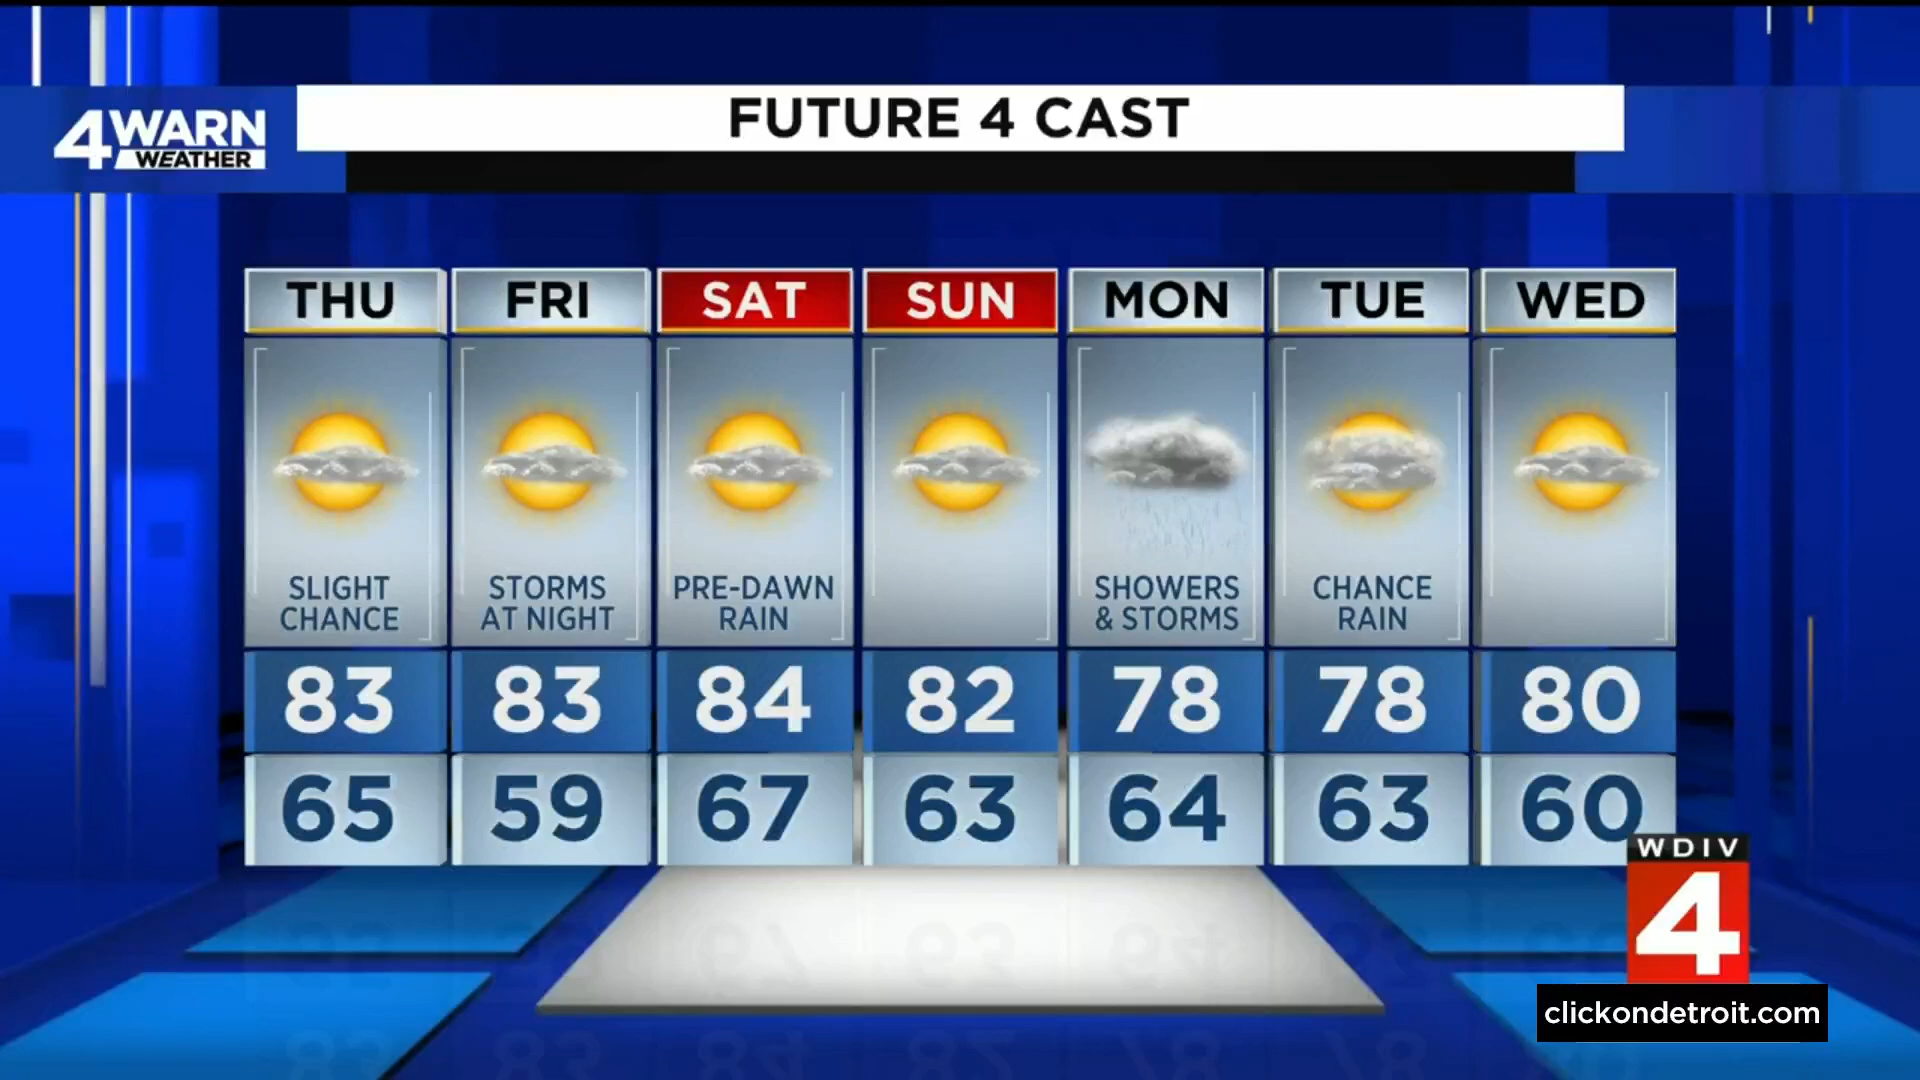 FUTURE 4 CAST
4WARN
WEATHER
THU FRI SAT SUN MON TUE WED
SLIGHT CHANCE
STORMS AT NIGHT
PRE-DAWN RAIN
SHOWERS & STORMS
CHANCE RAIN
83 83 84 82 78 78 80
65 59 67 63 64 63 60
WDIV
4
clickondetroit.com